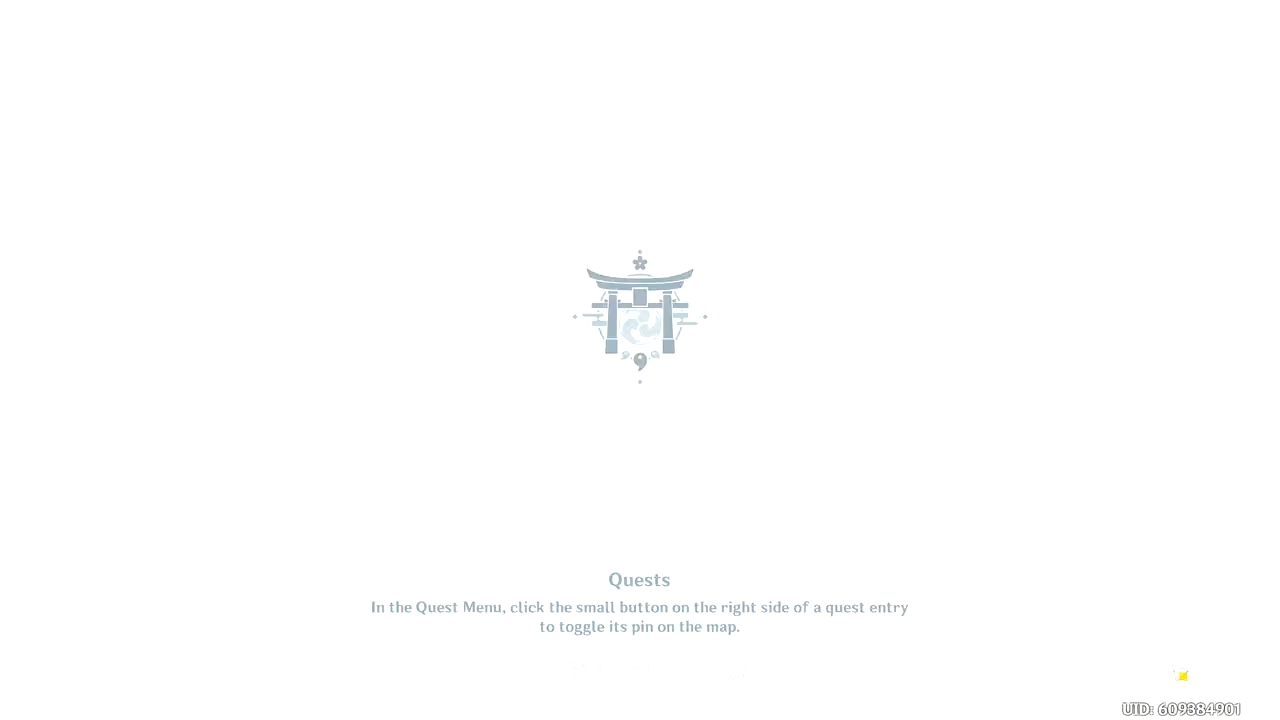 Quests
In the Quest Menu, click the small button on the right side of a quest entry
to toggle its pin on the map.
UID: 609384901